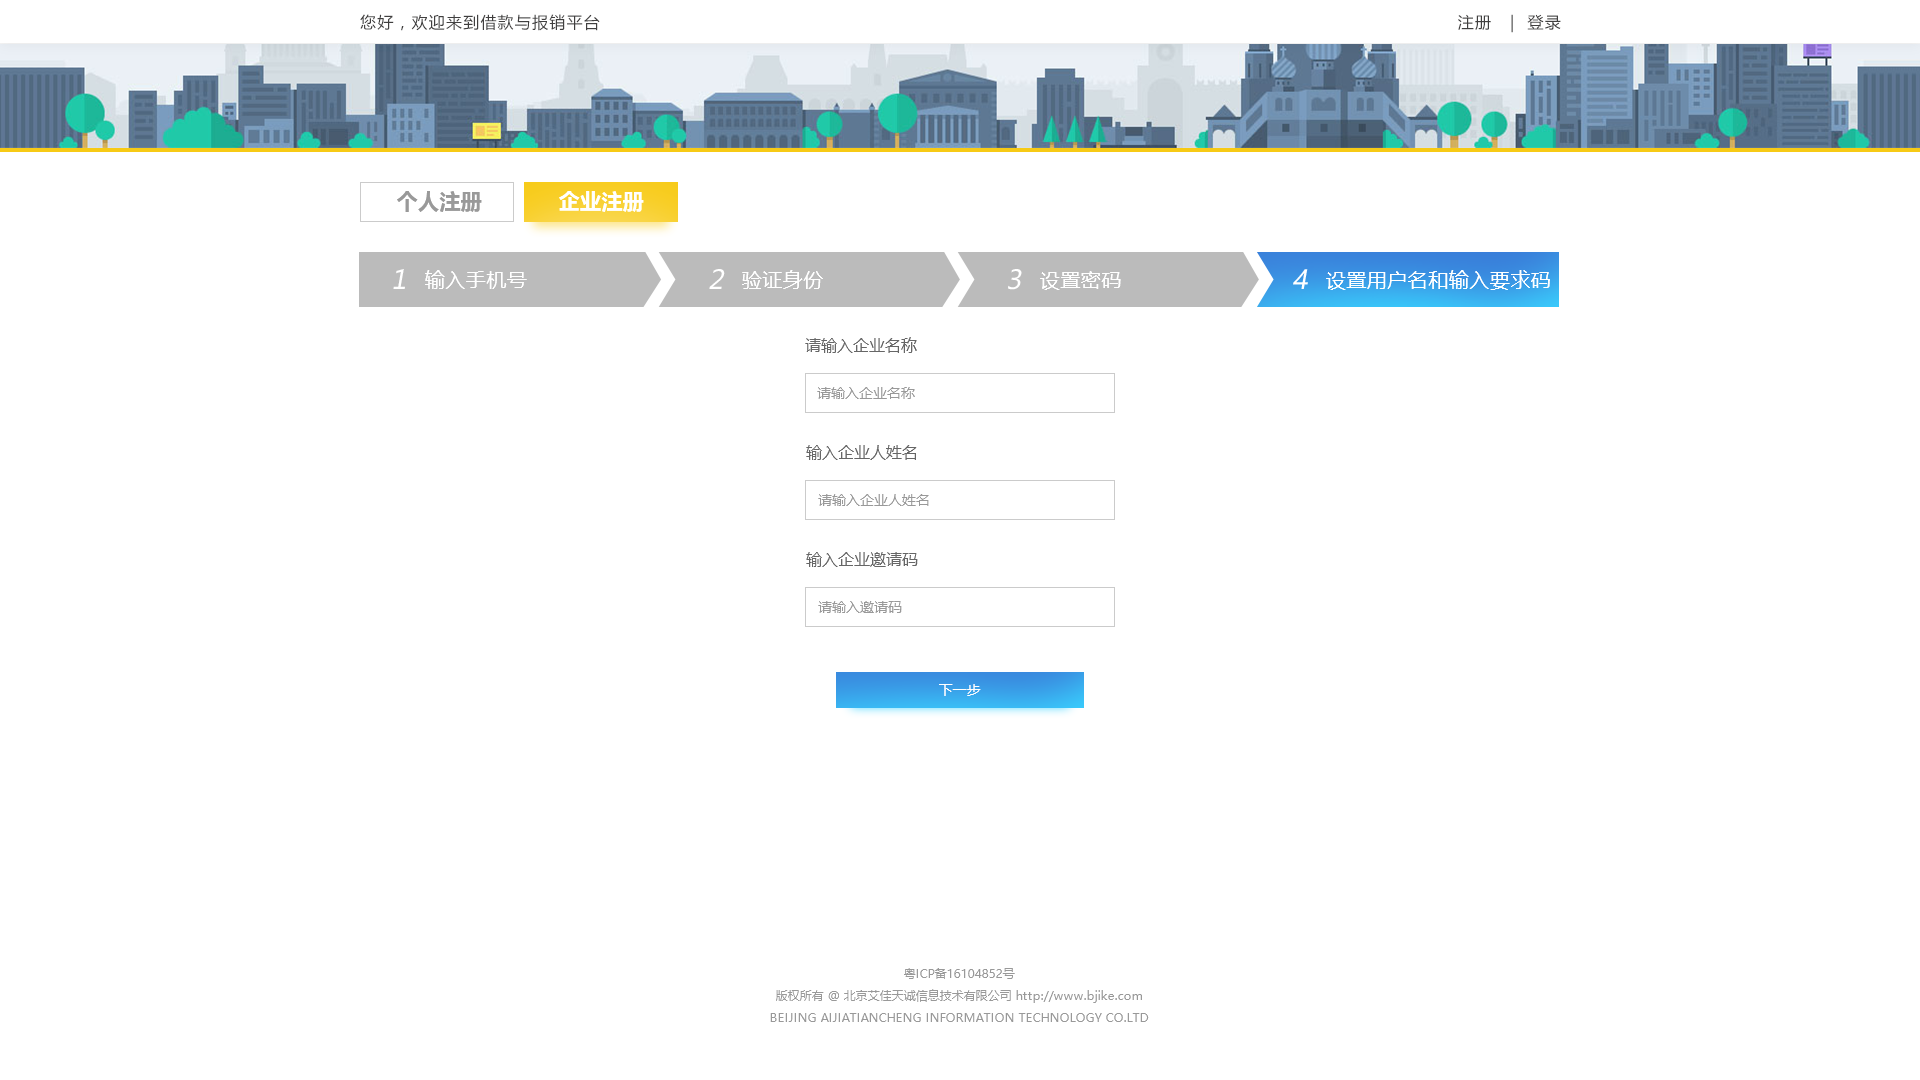 您好，欢迎来到借款与报销平台
注册 | 登录
个人注册 企业注册
1 输入手机号 2 验证身份 3 设置密码 4 设置用户名和输入要求码
请输入企业名称
请输入企业名称
输入企业人姓名
请输入企业人姓名
输入企业邀请码
请输入邀请码
下一步
粤ICP备16104852号
版权所有 @ 北京艾佳天诚信息技术有限公司 http://www.bjike.com
BEIJING AIJIATIANCHENG INFORMATION TECHNOLOGY CO.LTD